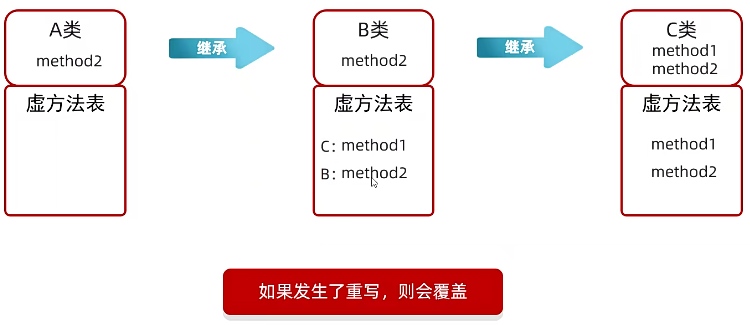 A类
method2
虚方法表
继承
B类
method2
虚方法表
C: method1
B: method2
继承
C类
method1
method2
虚方法表
method1
method2
如果发生了重写，则会覆盖